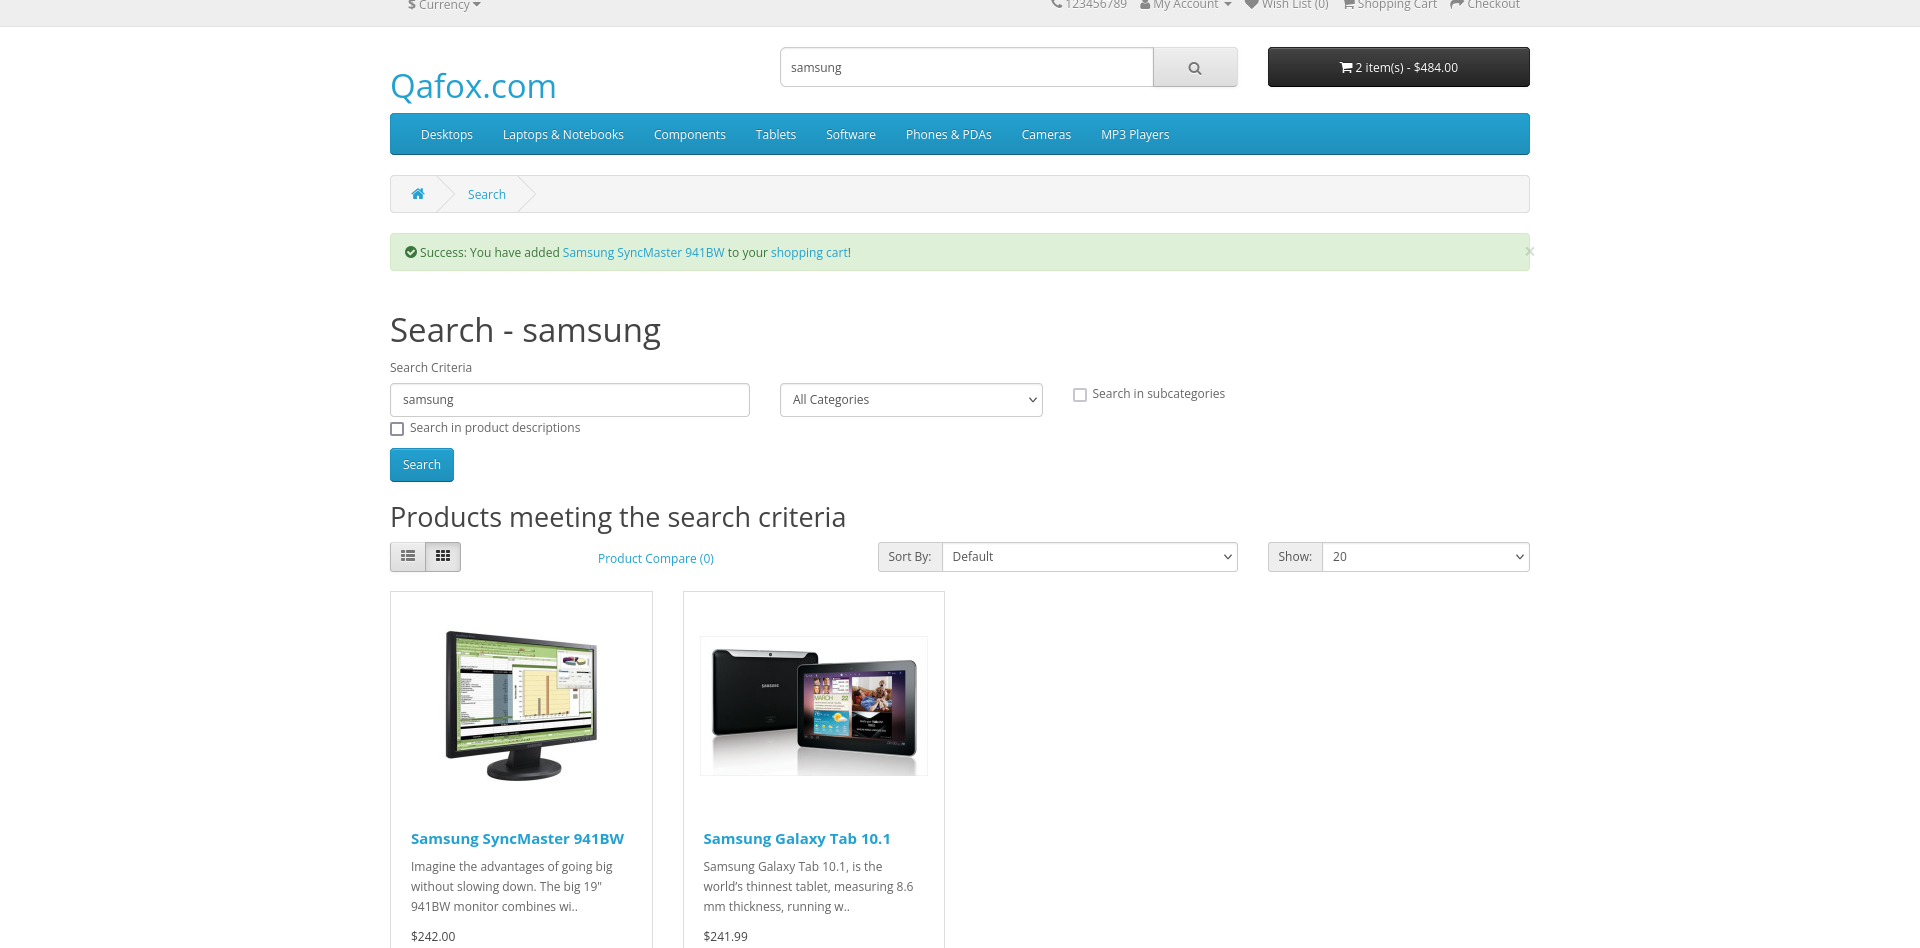 $ Currency
123456789 My Account Wish List (0) Shopping Cart Checkout
Qafox.com
samsung
2 item(s) - $484.00
Desktops Laptops & Notebooks Components Tablets Software Phones & PDAs Cameras MP3 Players
Search
Success: You have added Samsung SyncMaster 941BW to your shopping cart!
×
Search - samsung
Search Criteria
samsung
All Categories
Search in subcategories
Search in product descriptions
Search
Products meeting the search criteria
Product Compare (0)
Sort By: Default
Show: 20
Samsung SyncMaster 941BW
Imagine the advantages of going big
without slowing down. The big 19"
941BW monitor combines wi..
$242.00
SAMSUNG
MARCH 22
Samsung Galaxy Tab 10.1
Samsung Galaxy Tab 10.1, is the
world’s thinnest tablet, measuring 8.6
mm thickness, running w..
$241.99